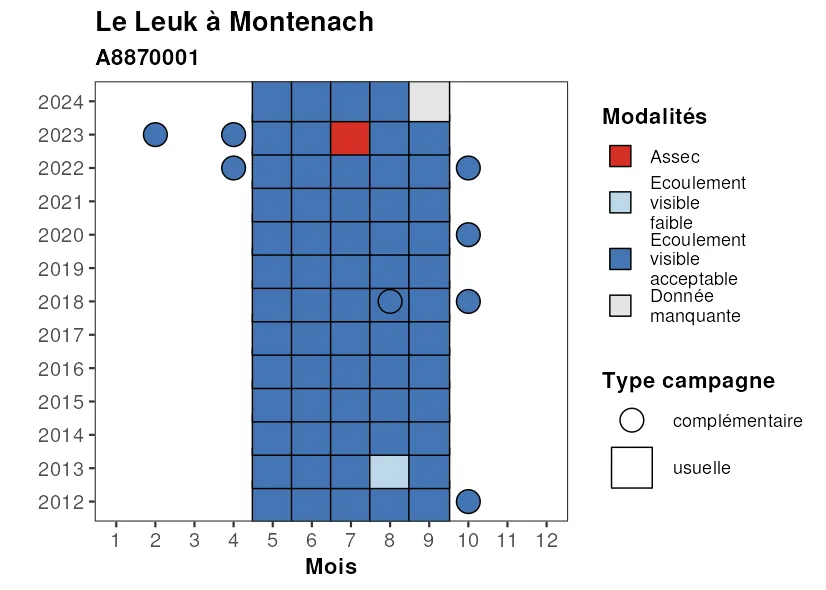 Le Leuk à Montenach
A8870001
2024
2023
2022
2021
2020
2019
2018
2017
2016
2015
2014
2013
2012
1 2 3 4 5 6 7 8 9 10 11 12
Mois
Modalités
Assec
Ecoulement
visible
faible
Ecoulement
visible
acceptable
Donnée
manquante
Type campagne
complémentaire
usuelle